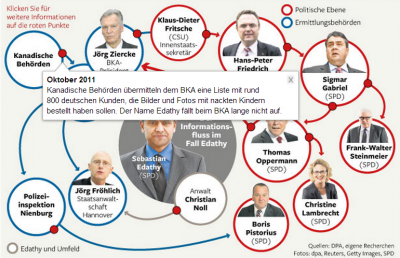 Klicken Sie für
weitere Informationen
auf die roten Punkte
Klaus-Dieter
Fritsche
(CSU)
Innenstaats-
sekretär
Politische Ebene
Ermittlungsbehörden
Kanadische
Behörden
Jörg Ziercke
BKA-
Präsident
Hans-Peter
Friedrich
Sigmar
Gabriel
(SPD)
Oktober 2011
X
Kanadische Behörden übermitteln dem BKA eine Liste mit rund
800 deutschen Kunden, die Bilder und Fotos mit nackten Kindern
bestellt haben sollen. Der Name Edathy fällt beim BKA lange nicht auf.
Informations-
fluss im
Fall Edathy
Sebastian
Edathy
(SPD)
Thomas
Oppermann
(SPD)
Frank-Walter
Steinmeier
(SPD)
Polizei-
inspektion
Nienburg
Jörg Fröhlich
Staatsanwalt-
schaft
Hannover
Anwalt
Christian
Noll
Boris
Pistorius
(SPD)
Christine
Lambrecht
(SPD)
Edathy und Umfeld
Quellen: DPA, eigene Recherchen
Fotos: dpa, Reuters, Getty Images, SPD